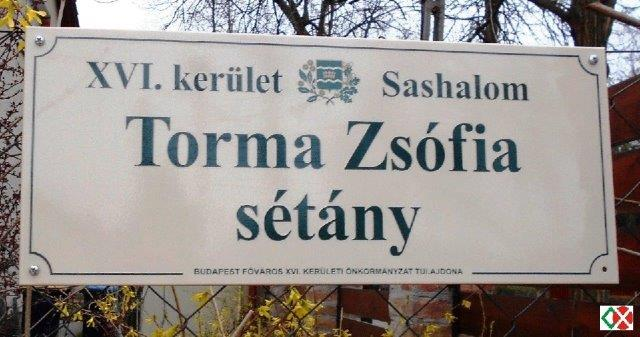 XVI. kerület Sashalom
Torma Zsófia
sétány
BUDAPEST FŐVÁROS XVI. KERÜLETI ÖNKORMÁNYZAT TULAJDONA